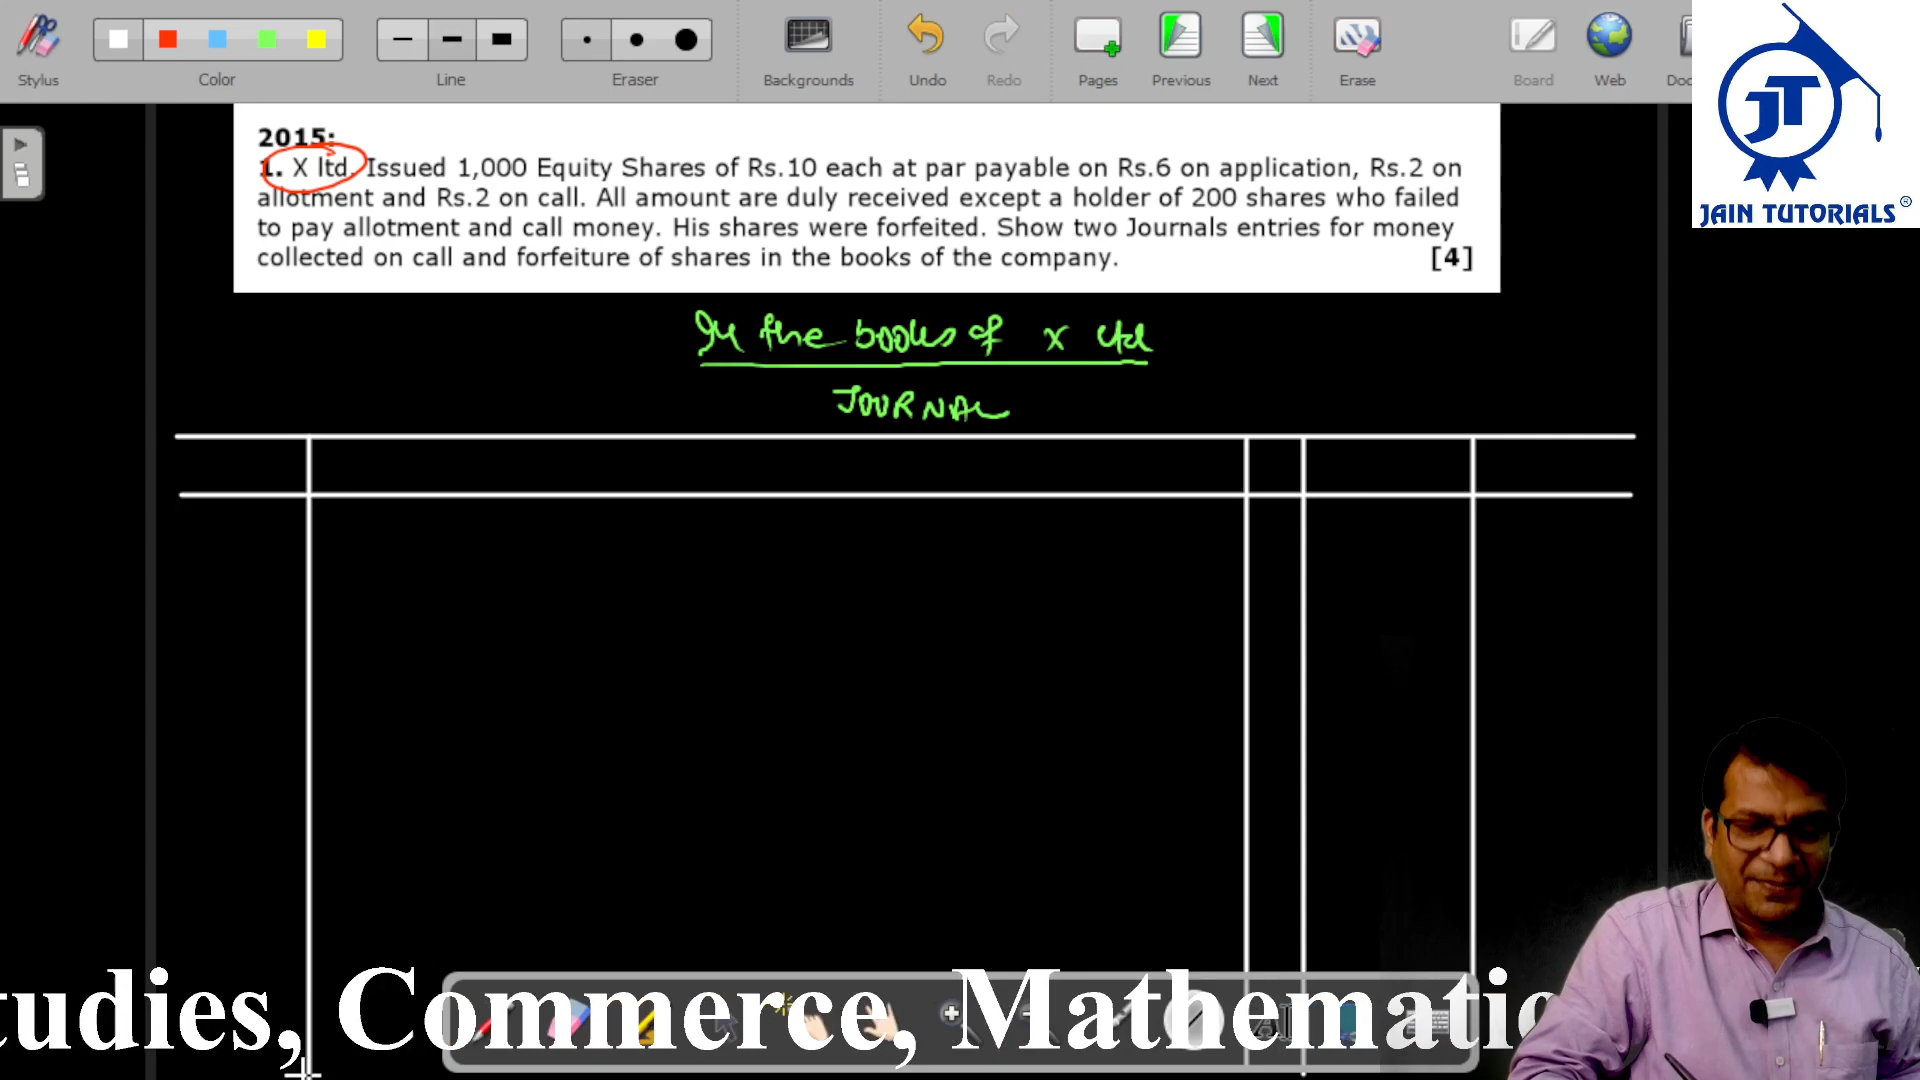 Stylus
Color
Line
Eraser
Backgrounds
Undo
Redo
Pages
Previous
Next
Erase
Board
Web
JT
JAIN TUTORIALS®
2015:
1. X ltd. Issued 1,000 Equity Shares of Rs.10 each at par payable on Rs.6 on application, Rs.2 on
allotment and Rs.2 on call. All amount are duly received except a holder of 200 shares who failed
to pay allotment and call money. His shares were forfeited. Show two Journals entries for money
collected on call and forfeiture of shares in the books of the company. [4]
In the books of x Ltd
JOURNAL
tudies, Commerce, Mathematic